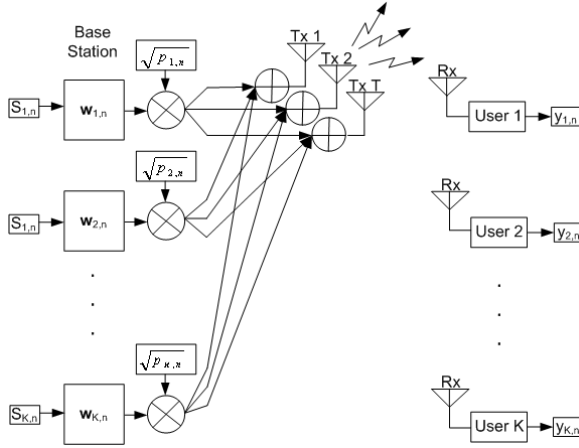 Base
Station
√p1,n
Tx 1
Tx 2
Tx T
S1,n
w1,n
Rx
User 1
y1,n
√p2,n
S1,n
w2,n
Rx
User 2
y2,n
√pK,n
SK,n
wK,n
Rx
User K
yK,n